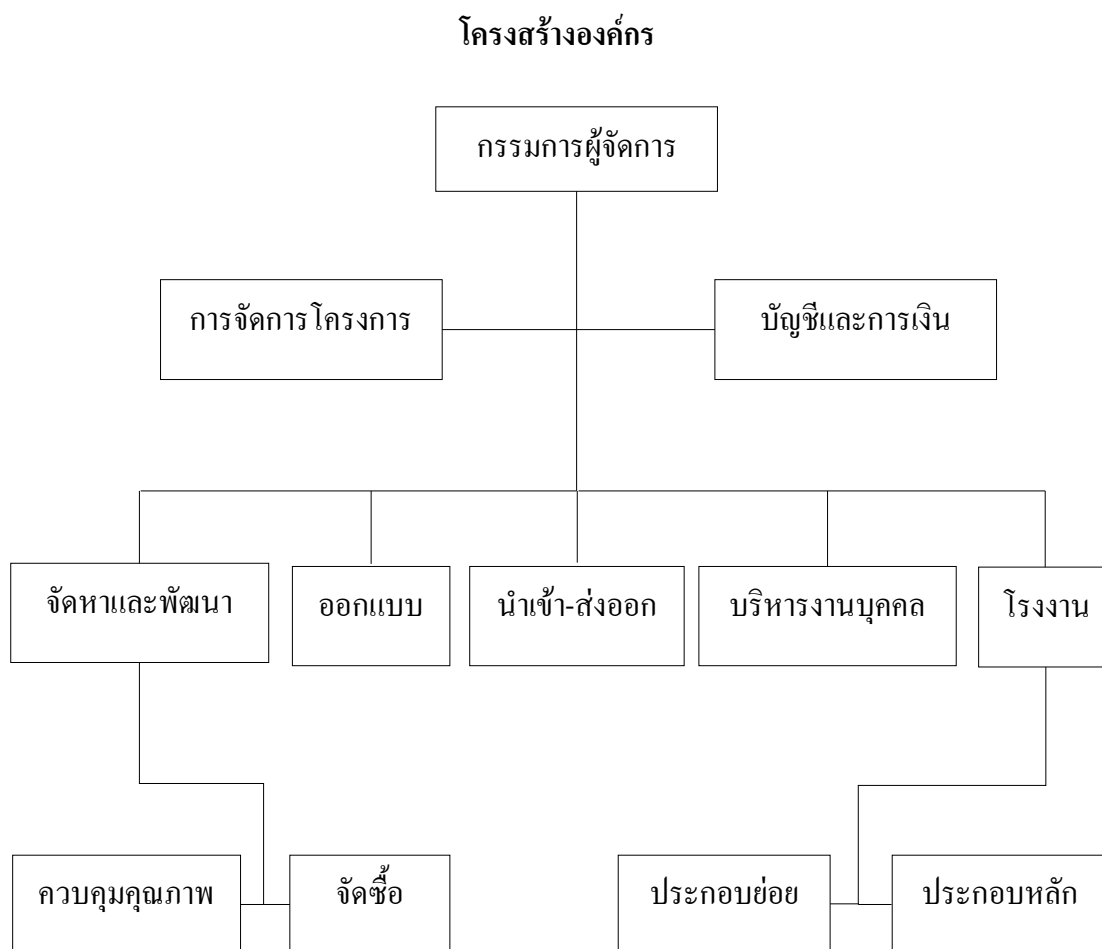 โครงสร้างองค์กร
กรรมการผู้จัดการ
การจัดการโครงการ
บัญชีและการเงิน
จัดหาและพัฒนา
ออกแบบ
นำเข้า-ส่งออก
บริหารงานบุคคล
โรงงาน
ควบคุมคุณภาพ
จัดซื้อ
ประกอบย่อย
ประกอบหลัก